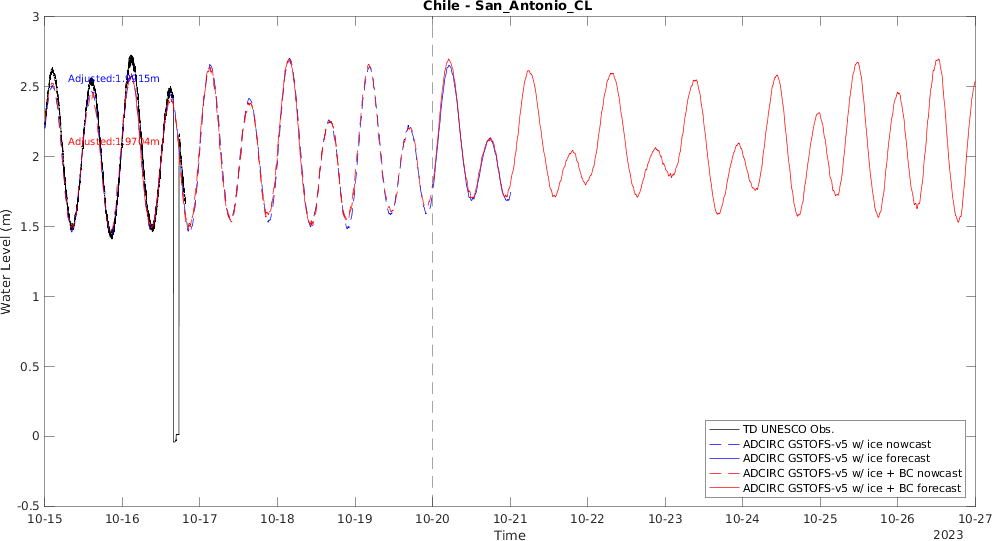 Chile - San_Antonio_CL
3
2.5
2
1.5
1
0.5
0
-0.5
Water Level (m)
Adjusted:1.
15m
Adjusted:1.9704m
TD UNESCO Obs.
ADCIRC GSTOFS-v5 w/ ice nowcast
ADCIRC GSTOFS-v5 w/ ice forecast
ADCIRC GSTOFS-v5 w/ ice + BC nowcast
ADCIRC GSTOFS-v5 w/ ice + BC forecast
10-15 10-16 10-17 10-18 10-19 10-20 10-21 10-22 10-23 10-24 10-25 10-26 10-27
Time
2023